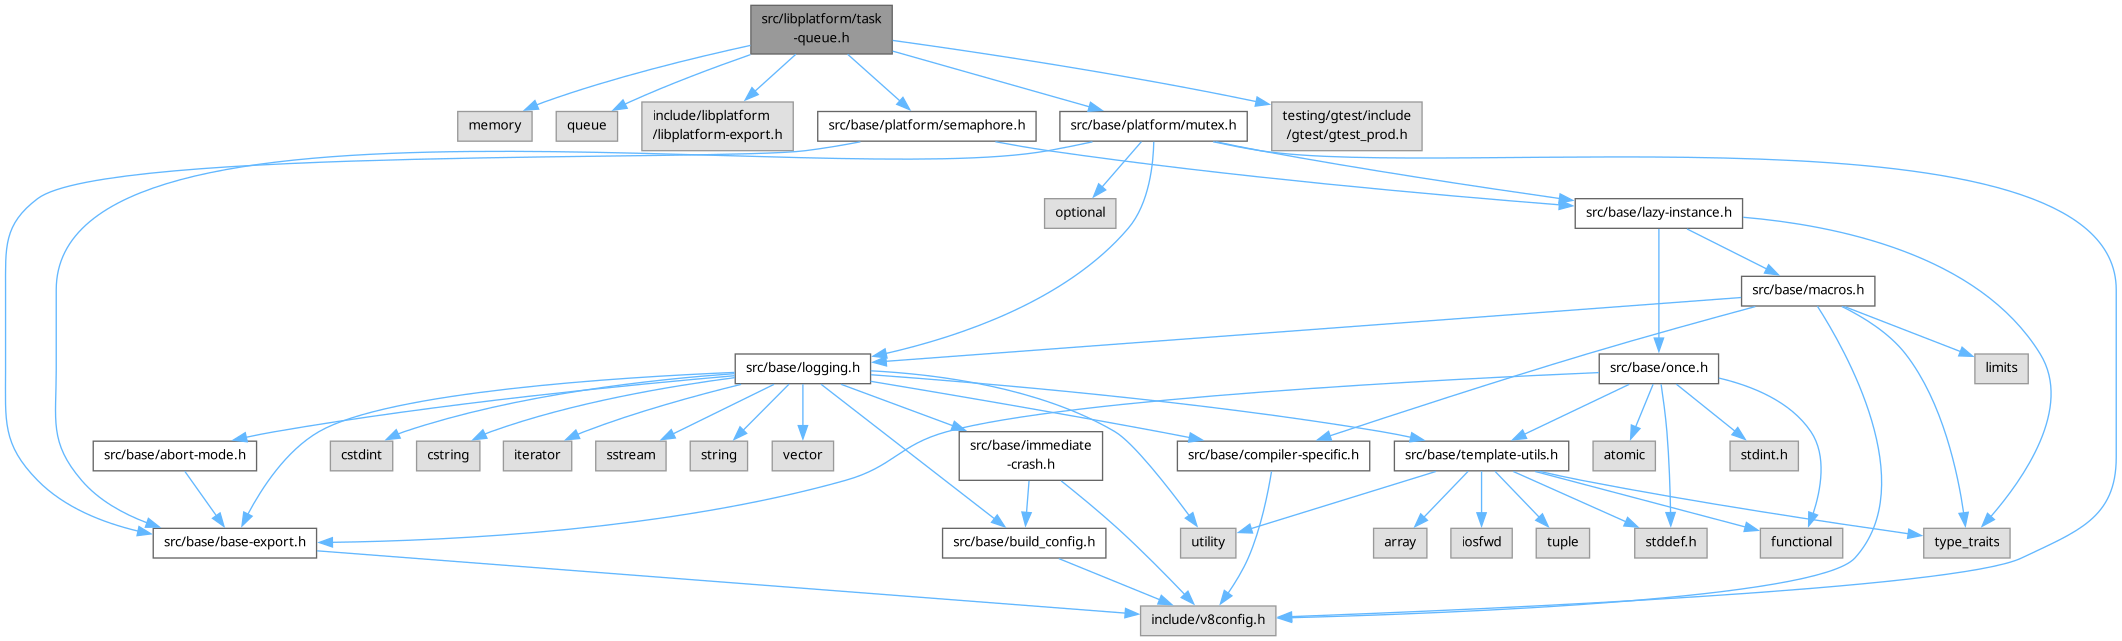 src/libplatform/task
-queue.h
memory
queue
include/libplatform
/libplatform-export.h
src/base/platform/semaphore.h
src/base/platform/mutex.h
testing/gtest/include
/gtest/gtest_prod.h
optional
src/base/lazy-instance.h
src/base/macros.h
src/base/logging.h
src/base/once.h
limits
src/base/abort-mode.h
cstdint
cstring
iterator
sstream
string
vector
src/base/immediate
-crash.h
src/base/compiler-specific.h
src/base/template-utils.h
atomic
stdint.h
src/base/base-export.h
src/base/build_config.h
utility
array
iosfwd
tuple
stddef.h
functional
type_traits
include/v8config.h